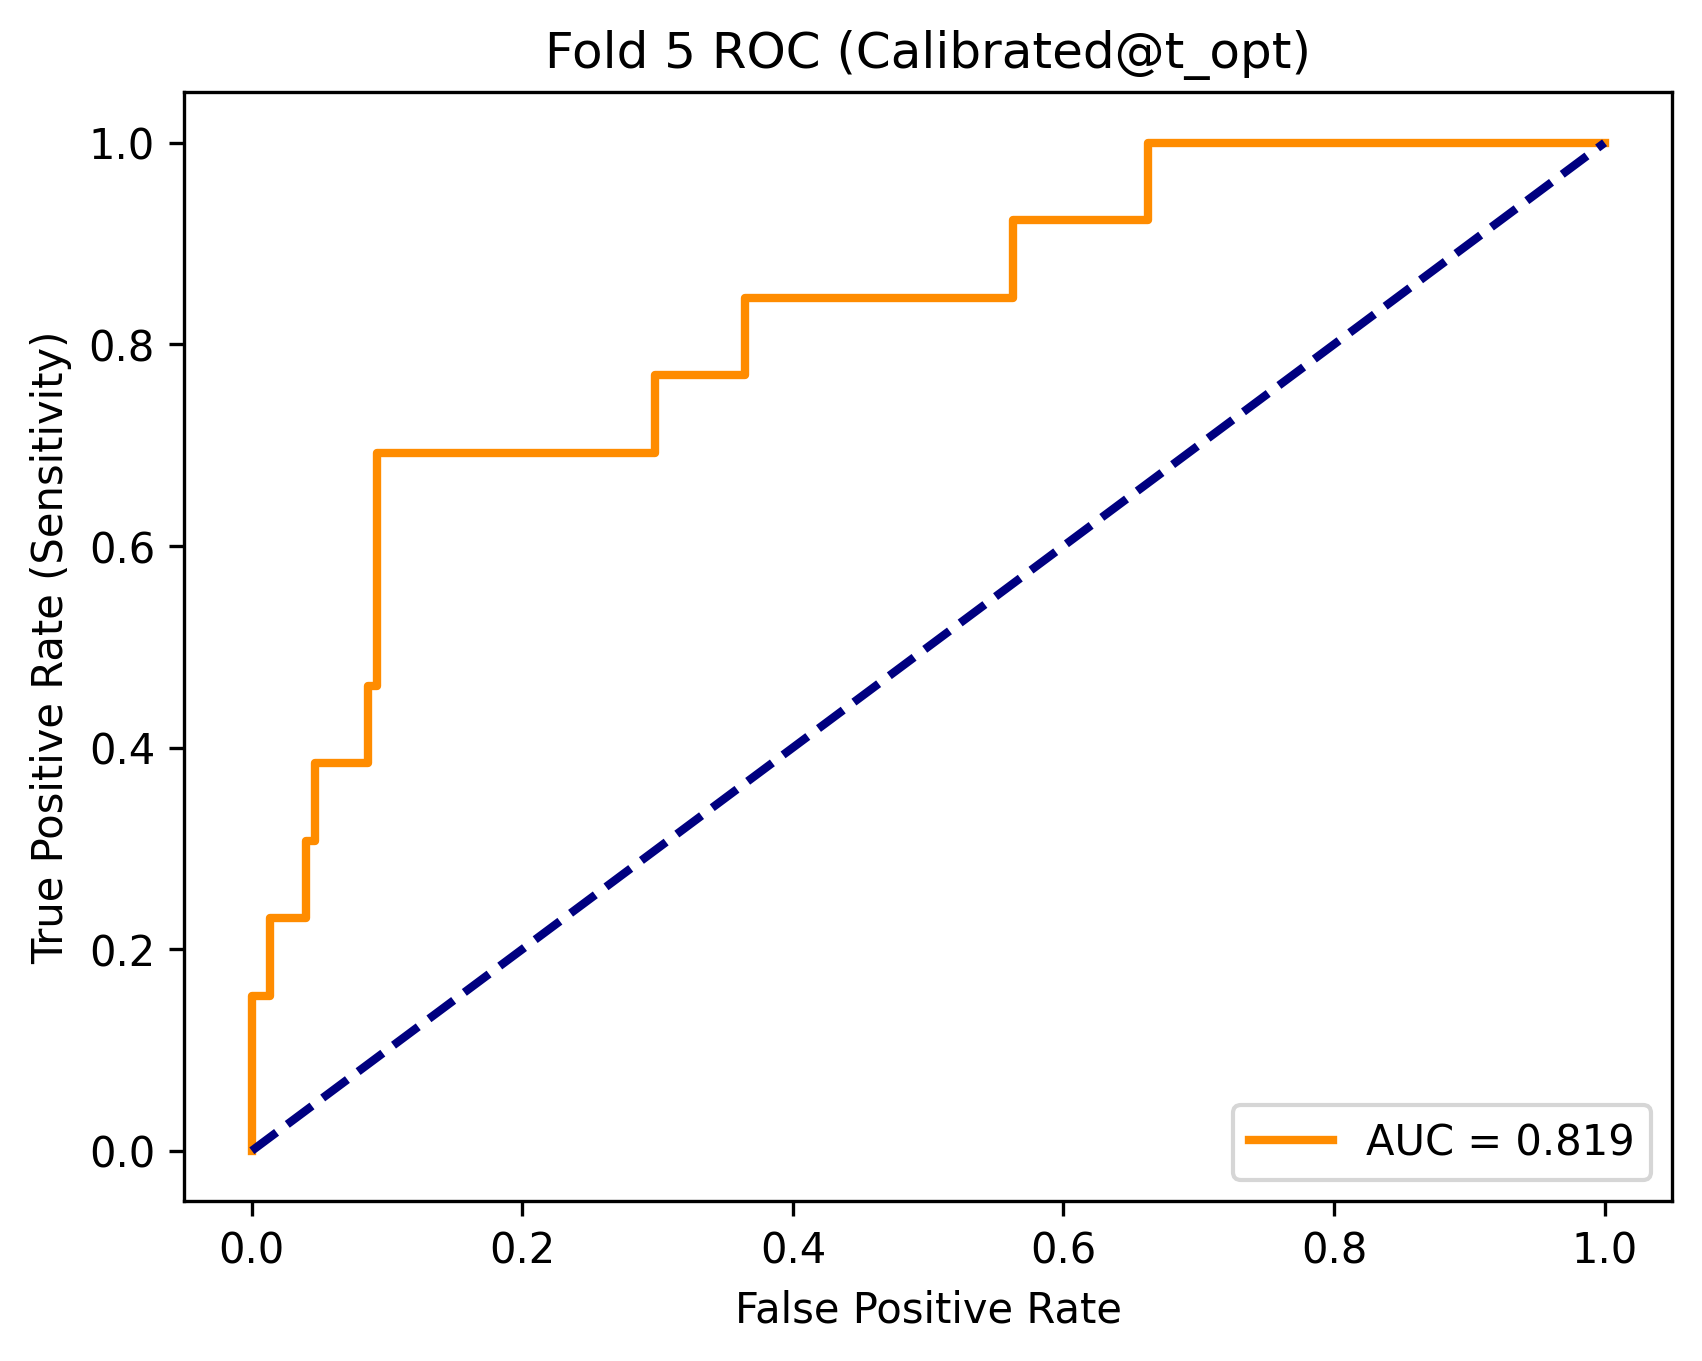 Fold 5 ROC (Calibrated@t_opt)
True Positive Rate (Sensitivity)
1.0
0.8
0.6
0.4
0.2
0.0
AUC = 0.819
0.0 0.2 0.4 0.6 0.8 1.0
False Positive Rate